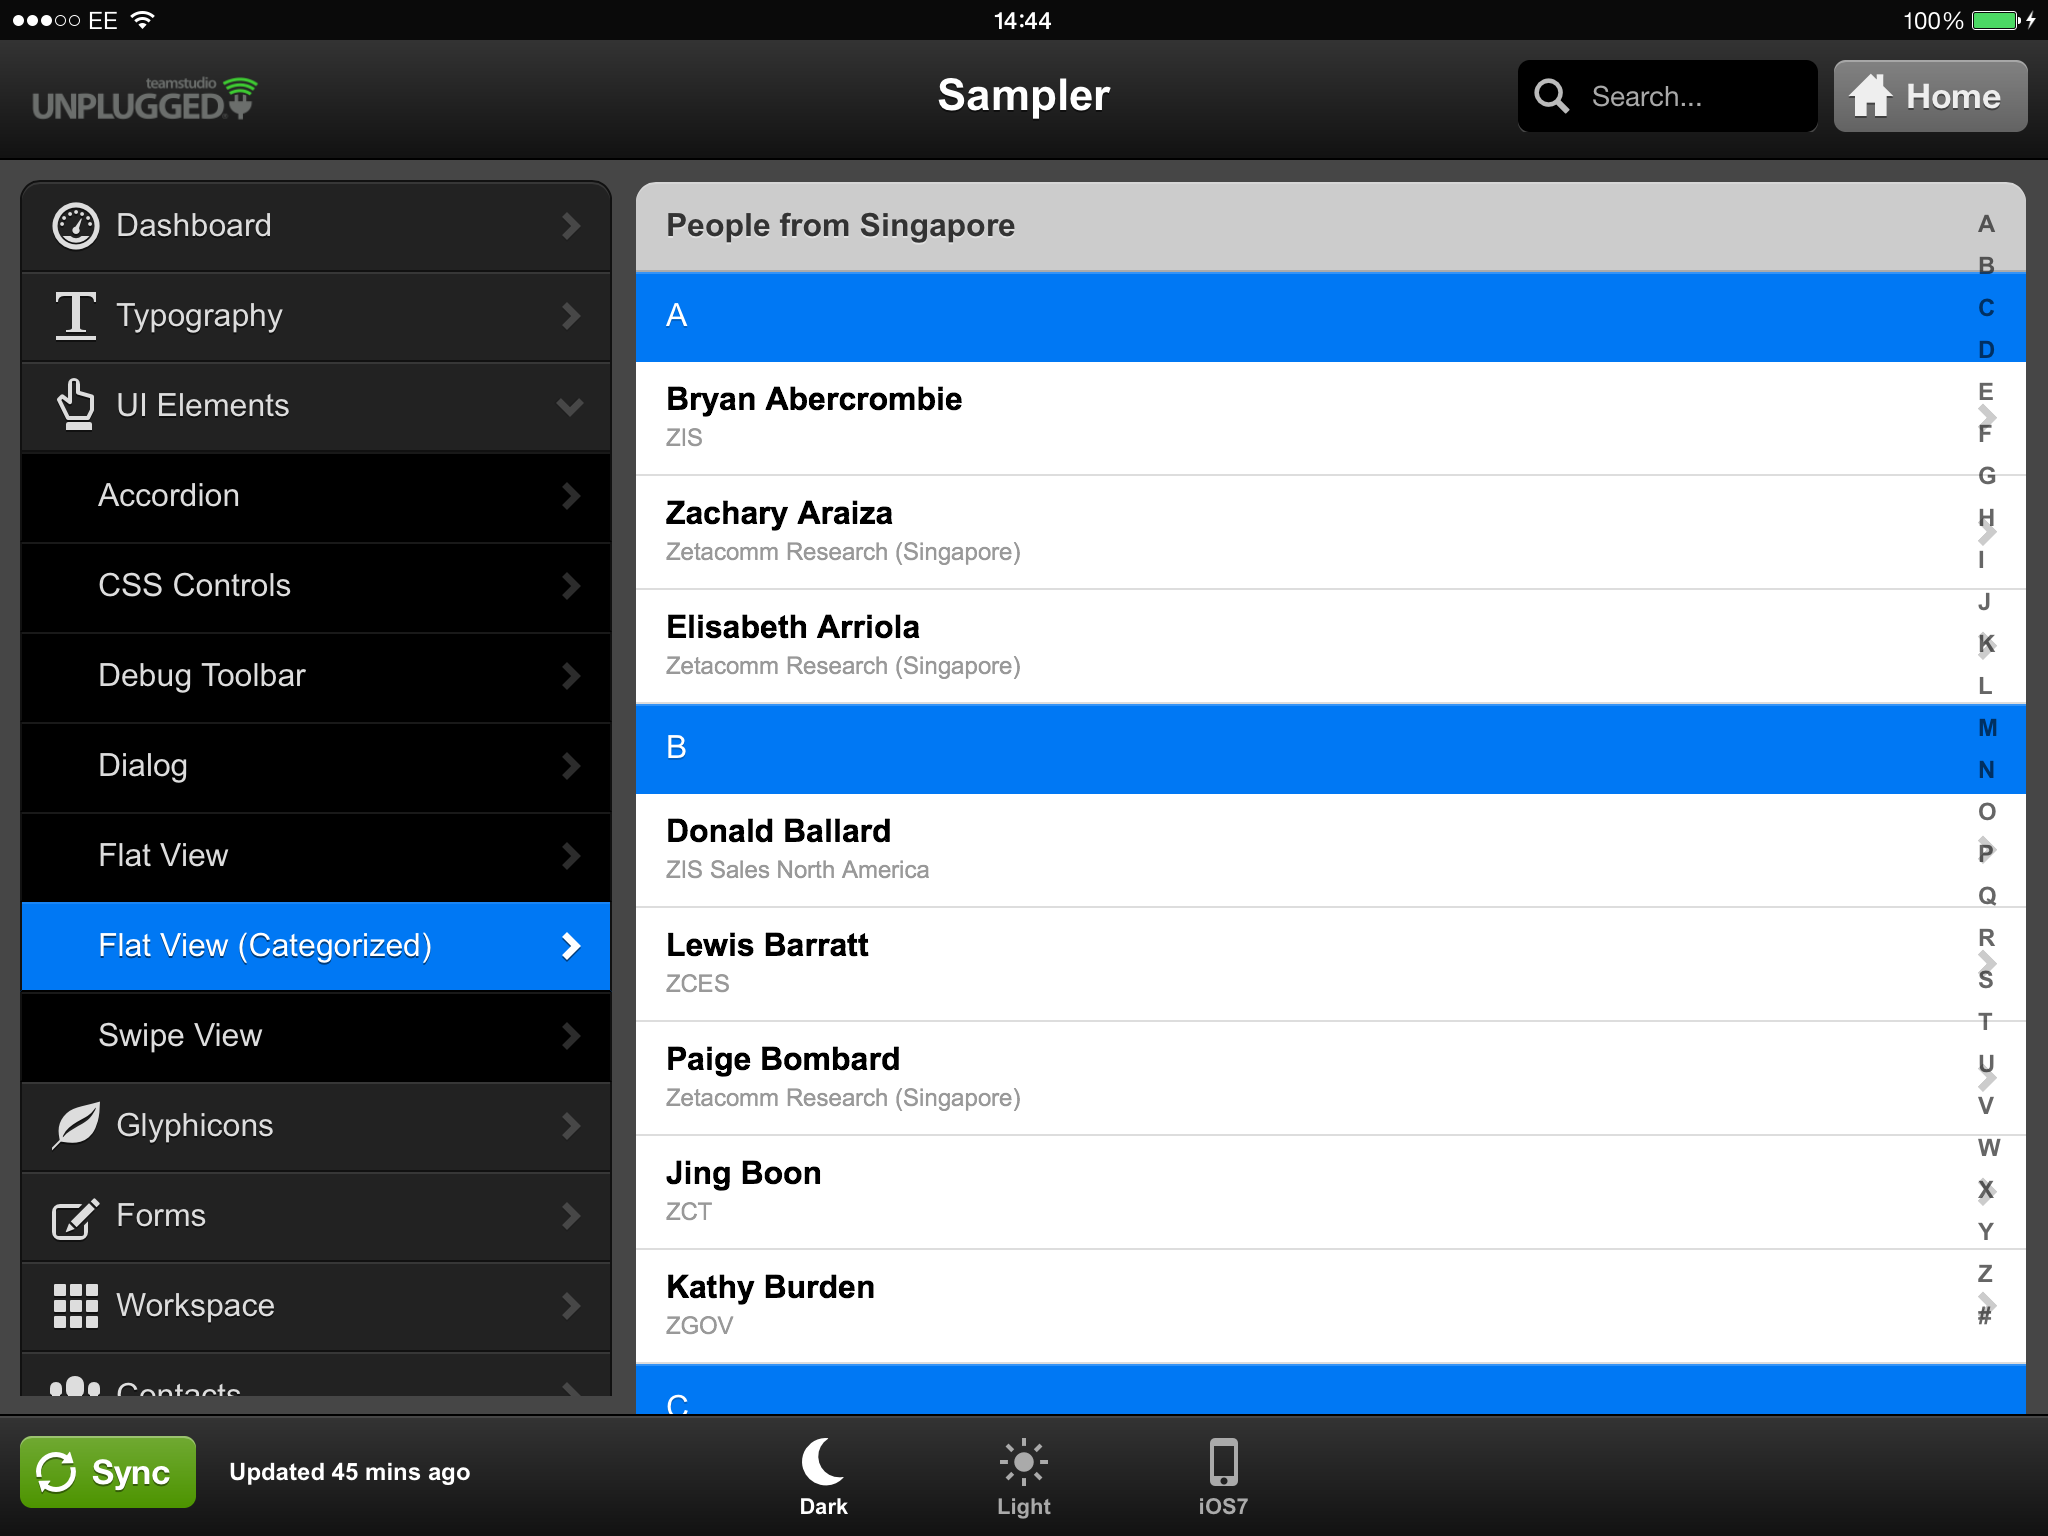 EE
14:44
100%
teamstudio
UNPLUGGED
Sampler
Search...
Home
Dashboard
Typography
UI Elements
Accordion
CSS Controls
Debug Toolbar
Dialog
Flat View
Flat View (Categorized)
Swipe View
Glyphicons
Forms
Workspace
Contacts
People from Singapore
A
Bryan Abercrombie
ZIS
Zachary Araiza
Zetacomm Research (Singapore)
Elisabeth Arriola
Zetacomm Research (Singapore)
B
Donald Ballard
ZIS Sales North America
Lewis Barratt
ZCES
Paige Bombard
Zetacomm Research (Singapore)
Jing Boon
ZCT
Kathy Burden
ZGOV
C
A
B
C
D
E
F
G
H
I
J
K
L
M
N
O
P
Q
R
S
T
U
V
W
X
Y
Z
#
Sync
Updated 45 mins ago
Dark
Light
iOS7